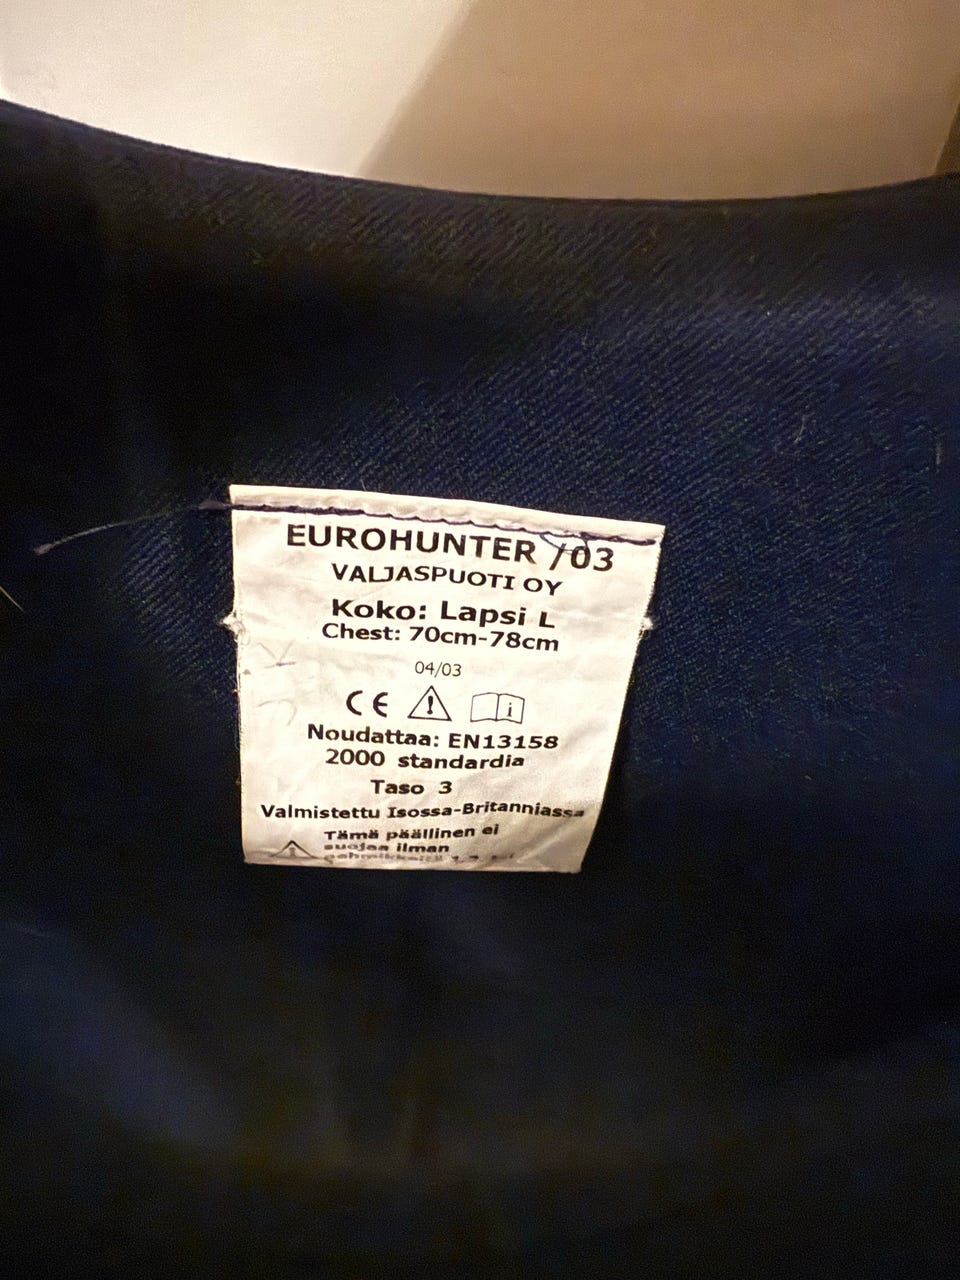 EUROHUNTER /03
VALJASPUOTI OY
Koko: Lapsi L
Chest: 70cm-78cm
04/03
CE
Noudattaa: EN13158
2000 standardia
Taso 3
Valmistettu Isossa-Britanniassa
Tämä päällinen ei
suojaa ilman